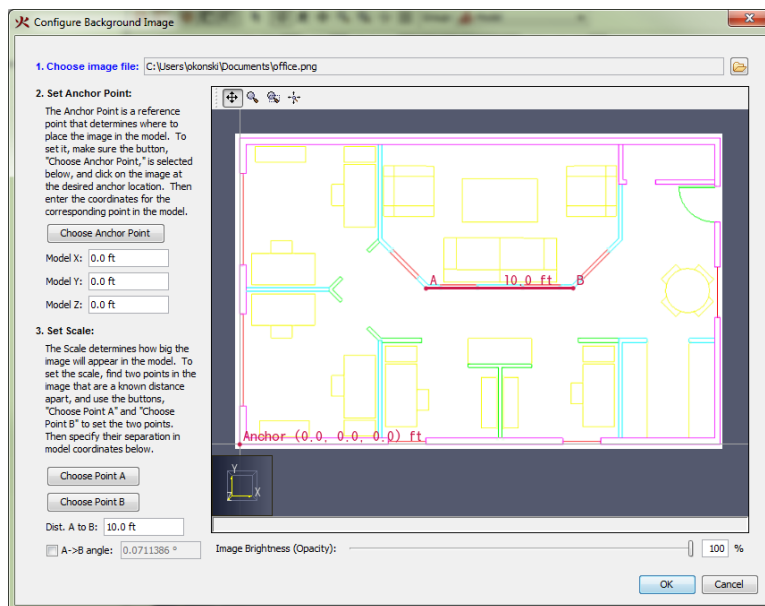 Configure Background Image
1. Choose image file: C:\Users\okonski\Documents\office.png
2. Set Anchor Point:
The Anchor Point is a reference
point that determines where to
place the image in the model. To
set it, make sure the button,
"Choose Anchor Point," is selected
below, and click on the image at
the desired anchor location. Then
enter the coordinates for the
corresponding point in the model.
Choose Anchor Point
Model X: 0.0 ft
Model Y: 0.0 ft
Model Z: 0.0 ft
3. Set Scale:
The Scale determines how big the
image will appear in the model. To
set the scale, find two points in the
image that are a known distance
apart, and use the buttons,
"Choose Point A" and "Choose
Point B" to set the two points.
Then specify their separation in
model coordinates below.
Choose Point A
Choose Point B
Dist. A to B: 10.0 ft
A->B angle: 0.0711386 °
A 10.0 ft B
Anchor (0.0, 0.0, 0.0) ft
Y
Z X
Image Brightness (Opacity): 100 %
OK Cancel